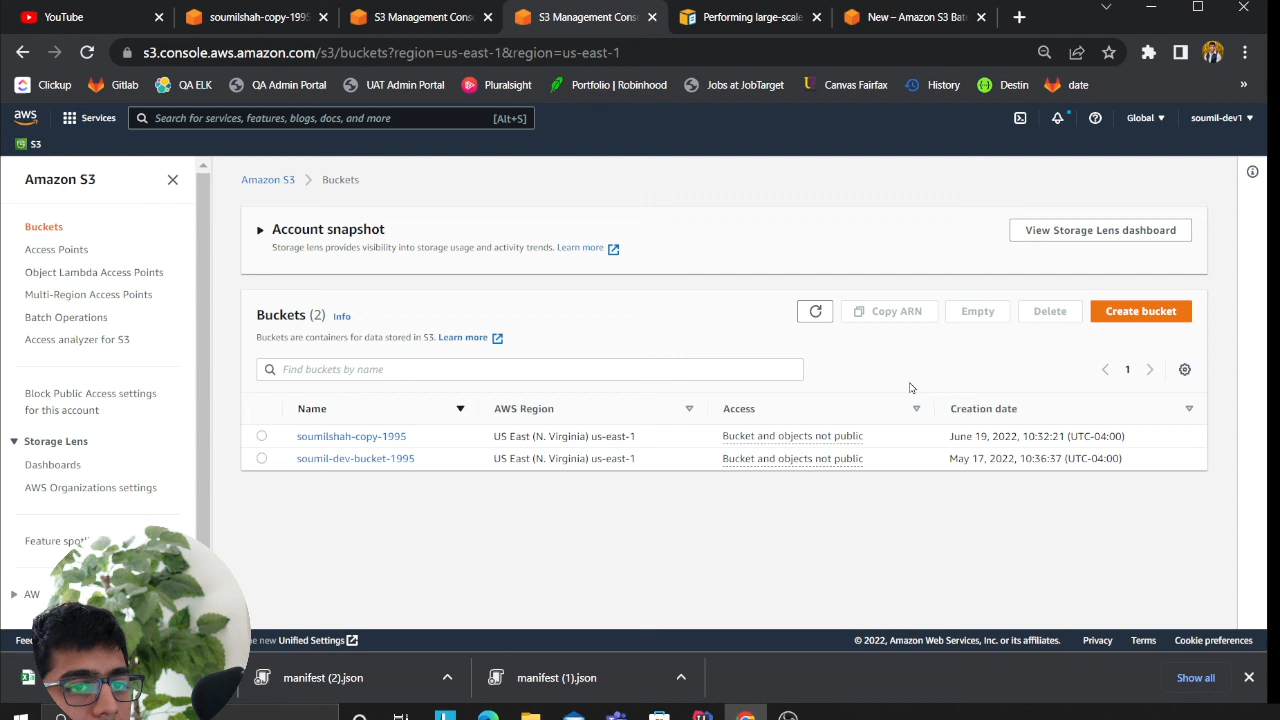 YouTube
soumilshah-copy-1995
S3 Management Cons
S3 Management Cons
Performing large-scale
New – Amazon S3 Bat
s3.console.aws.amazon.com/s3/buckets?region=us-east-1&region=us-east-1
Clickup
Gitlab
QA ELK
QA Admin Portal
UAT Admin Portal
Pluralsight
Portfolio | Robinhood
Jobs at JobTarget
Canvas Fairfax
History
Destin
date
»
aws
Services
Search for services, features, blogs, docs, and more
[Alt+S]
Global
soumil-dev1
S3
Amazon S3
Buckets
Access Points
Object Lambda Access Points
Multi-Region Access Points
Batch Operations
Access analyzer for S3
Block Public Access settings
for this account
Storage Lens
Dashboards
AWS Organizations settings
Feature spotl
AW
Amazon S3
Buckets
Account snapshot
Storage lens provides visibility into storage usage and activity trends. Learn more
View Storage Lens dashboard
Buckets (2) Info
Buckets are containers for data stored in S3. Learn more
Copy ARN
Empty
Delete
Create bucket
Find buckets by name
1
Name
AWS Region
Access
Creation date
soumilshah-copy-1995
US East (N. Virginia) us-east-1
Bucket and objects not public
June 19, 2022, 10:32:21 (UTC-04:00)
soumil-dev-bucket-1995
US East (N. Virginia) us-east-1
Bucket and objects not public
May 17, 2022, 10:36:37 (UTC-04:00)
Feed
he new Unified Settings
© 2022, Amazon Web Services, Inc. or its affiliates.
Privacy
Terms
Cookie preferences
manifest (2).json
manifest (1).json
Show all